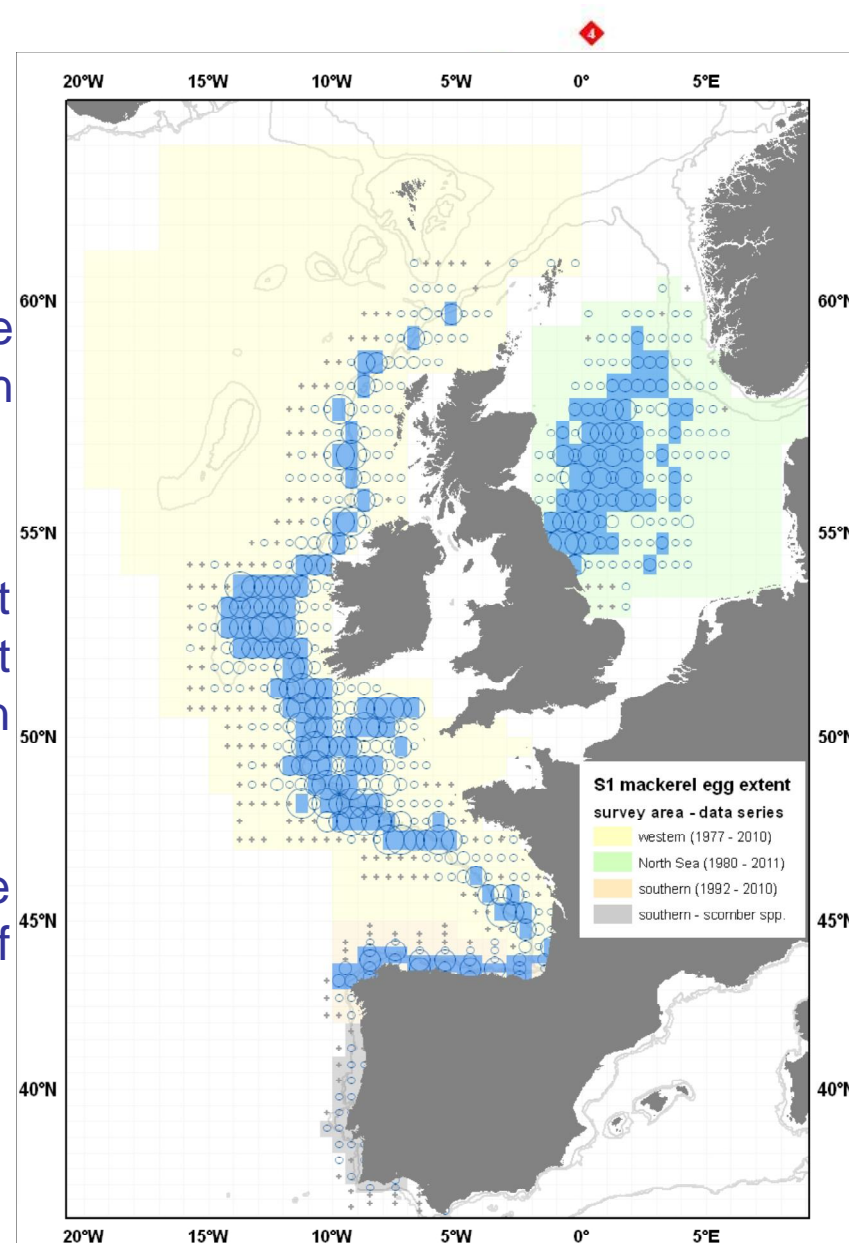 4
20°W 15°W 10°W 5°W 0° 5°E
60°N 60°N
e
n
55°N 55°N
t
t
50°N 50°N
n
S1 mackerel egg extent
survey area - data series
western (1977 - 2010)
North Sea (1980 - 2011)
southern (1992 - 2010)
southern - scomber spp.
e
45°N 45°N
f
40°N 40°N
20°W 15°W 10°W 5°W 0° 5°E